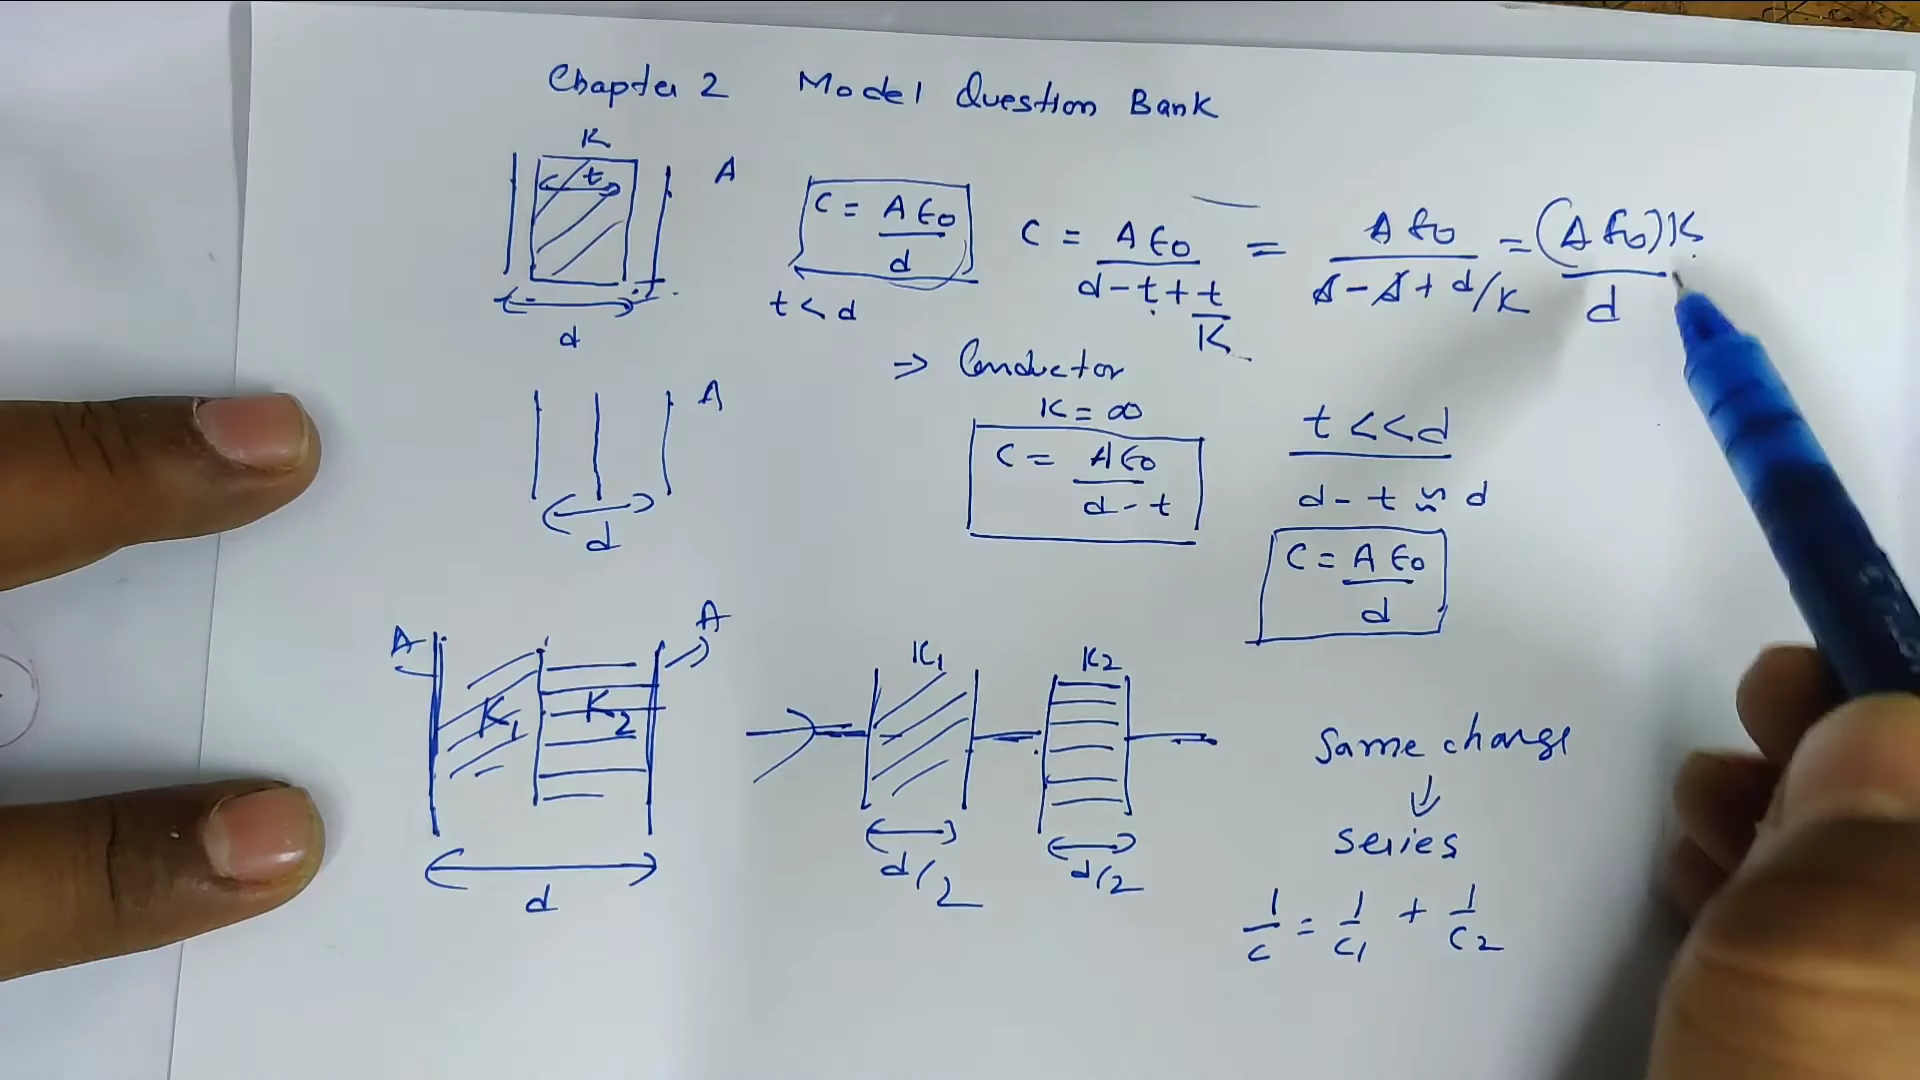 Chapter 2 Model Question Bank
K
t
A
d
C = Aϵ0/d
t < d
C = Aϵ0/(d - t + t/K) = Aϵ0/(d - d + d/K) = (Aϵ0)K/d
⇒ Conductor
K = ∞
C = Aϵ0/(d - t)
t << d
d - t ≈ d
C = Aϵ0/d
A
d
A
A
K1 K2
d
K1 K2
d/2 d/2
Same charge
↓
series
1/C = 1/C1 + 1/C2